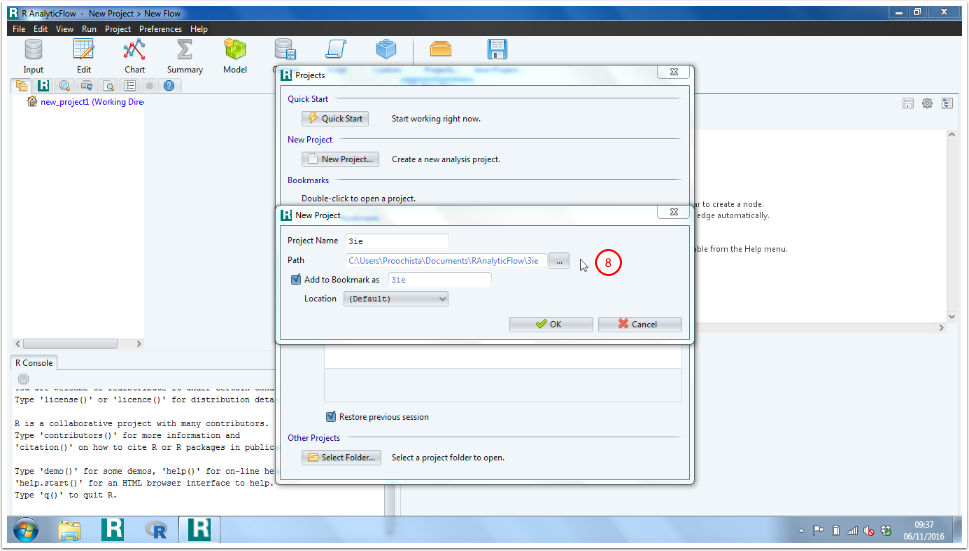 R AnalyticFlow - New Project > New Flow
File Edit View Run Project Preferences Help
Input Edit Chart Summary Model
new_project1 (Working Dire
Projects
Quick Start
Quick Start Start working right now.
New Project
New Project... Create a new analysis project.
Bookmarks
Double-click to open a project.
ar to create a node.
edge automatically.
able from the Help menu.
New Project
Project Name 3ie
Path C:\Users\Proochista\Documents\RAnalyticFlow\3ie ...
8
Add to Bookmark as 3ie
Location (Default)
OK Cancel
Restore previous session
Other Projects
Select Folder... Select a project folder to open.
R Console
Type 'license()' or 'licence()' for distribution deta
R is a collaborative project with many contributors.
Type 'contributors()' for more information and
'citation()' on how to cite R or R packages in public
Type 'demo()' for some demos, 'help()' for on-line he
'help.start()' for an HTML browser interface to help.
Type 'q()' to quit R.
09:37
06/11/2016